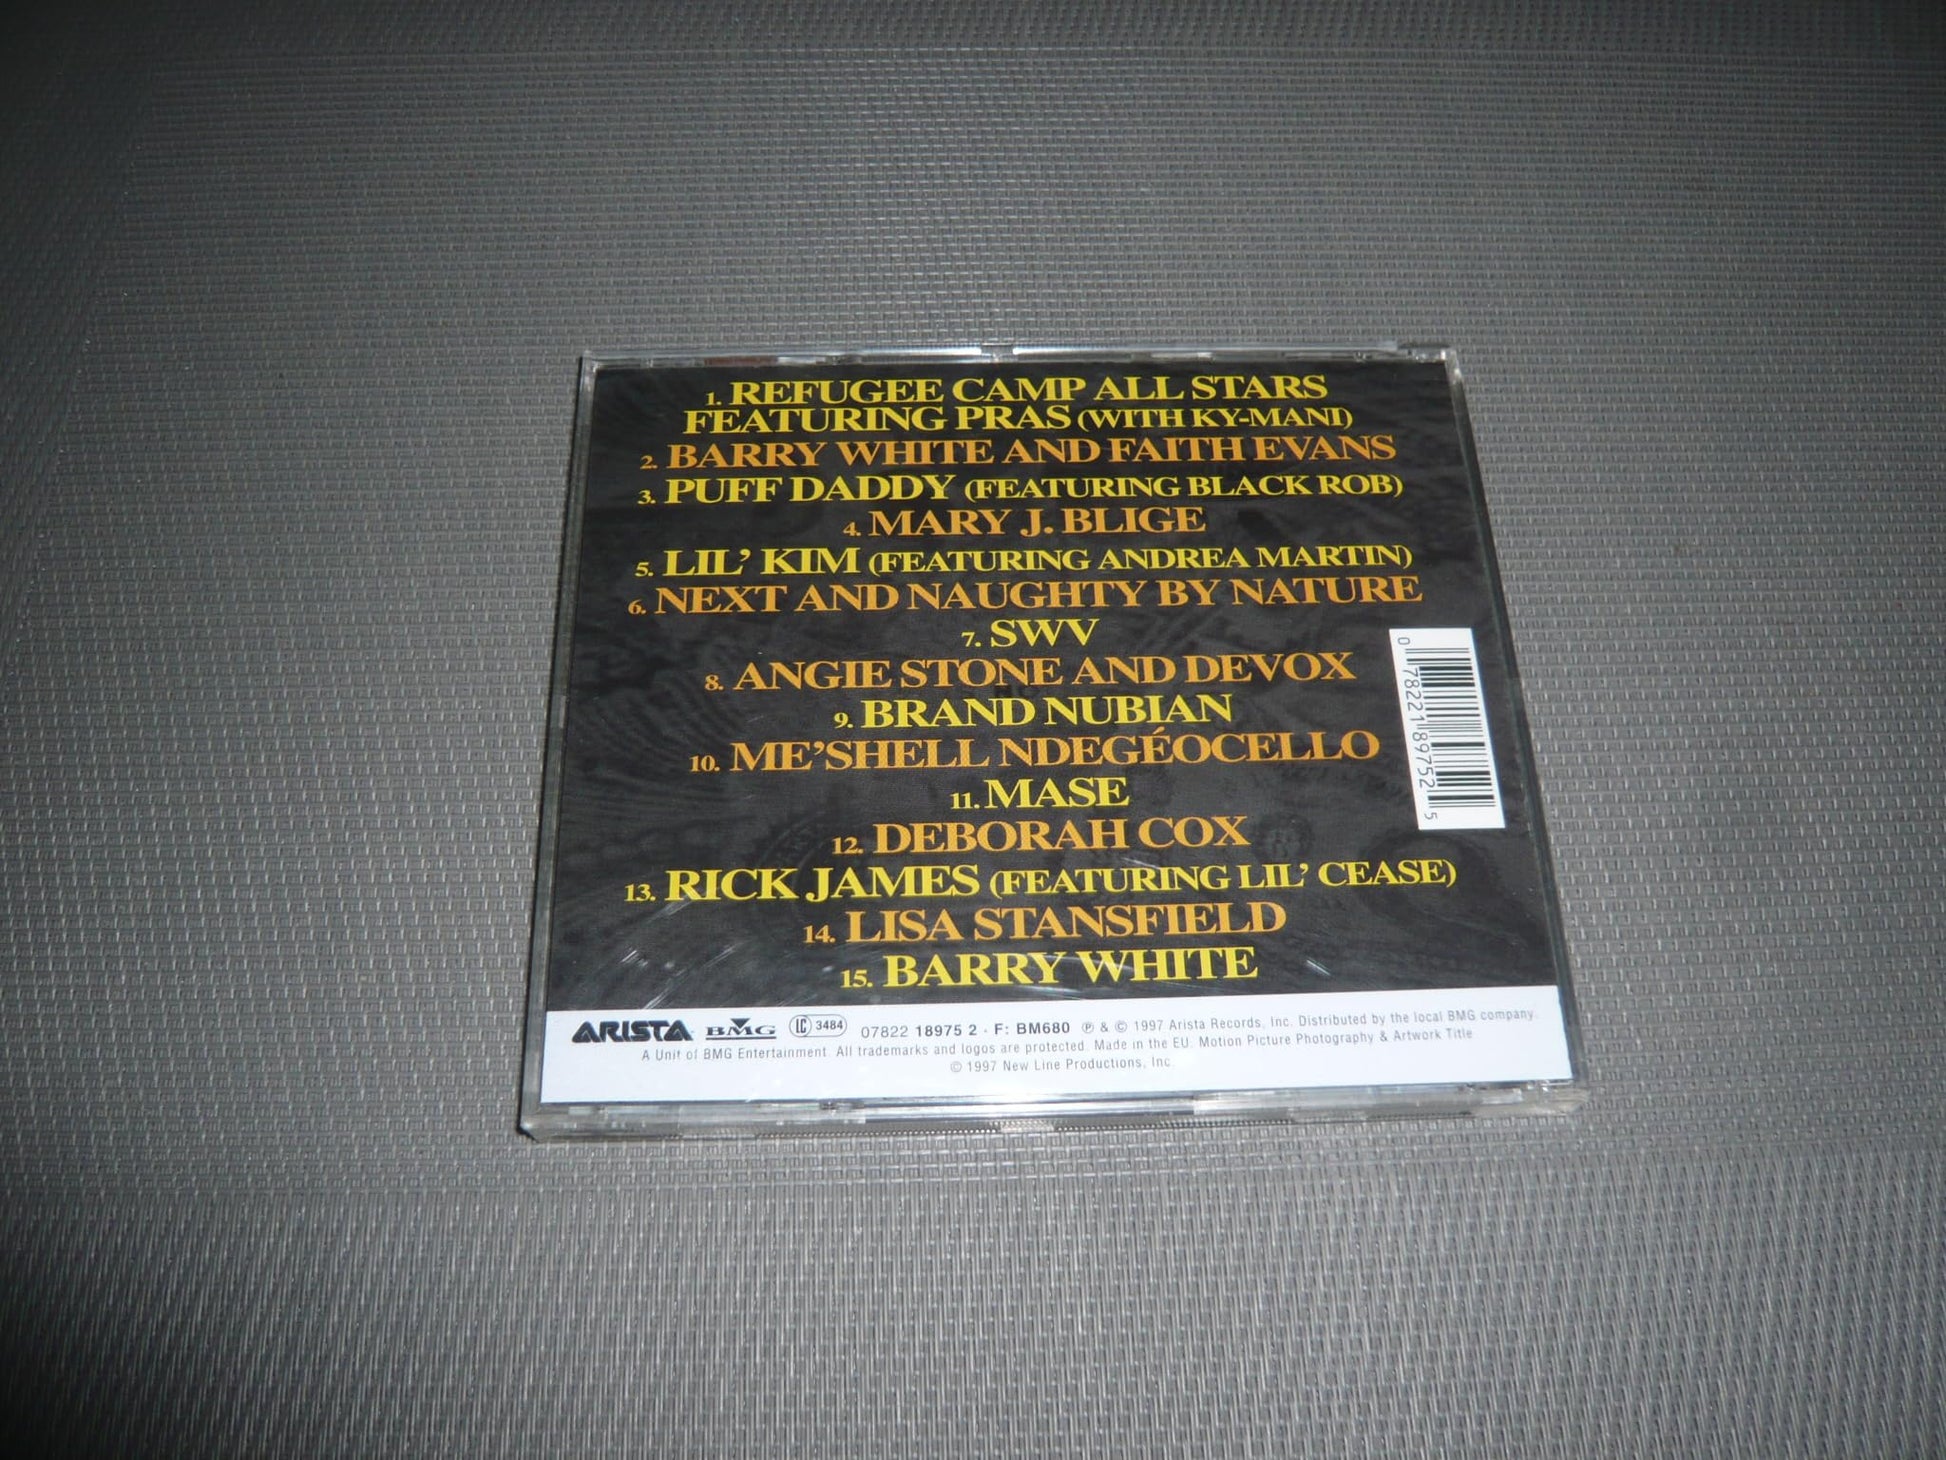 1. REFUGEE CAMP ALL STARS
FEATURING PRAS (WITH KY-MANI)
2. BARRY WHITE AND FAITH EVANS
3. PUFF DADDY (FEATURING BLACK ROB)
4. MARY J. BLIGE
5. LIL' KIM (FEATURING ANDREA MARTIN)
6. NEXT AND NAUGHTY BY NATURE
7. SWV
8. ANGIE STONE AND DEVOX
9. BRAND NUBIAN
10. ME'SHELL NDEGÉOCELLO
11. MASE
12. DEBORAH COX
13. RICK JAMES (FEATURING LIL' CEASE)
14. LISA STANSFIELD
15. BARRY WHITE
0 78221 89752 5
ARISTA BMG LC 3484 07822 18975 2 · F: BM680 ℗ & © 1997 Arista Records, Inc. Distributed by the local BMG company.
A Unit of BMG Entertainment. All trademarks and logos are protected. Made in the EU. Motion Picture Photography & Artwork Title
© 1997 New Line Productions, Inc.